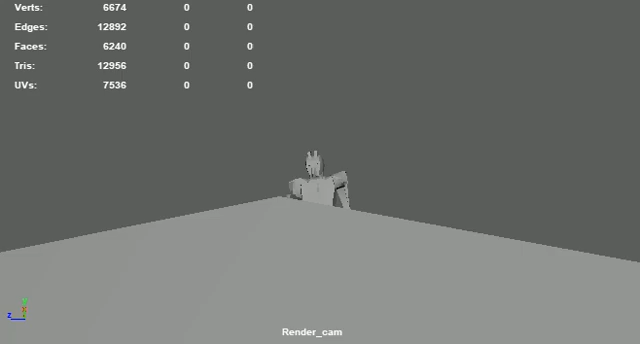 Verts: 6674 0 0
Edges: 12892 0 0
Faces: 6240 0 0
Tris: 12956 0 0
UVs: 7536 0 0
z
Render_cam